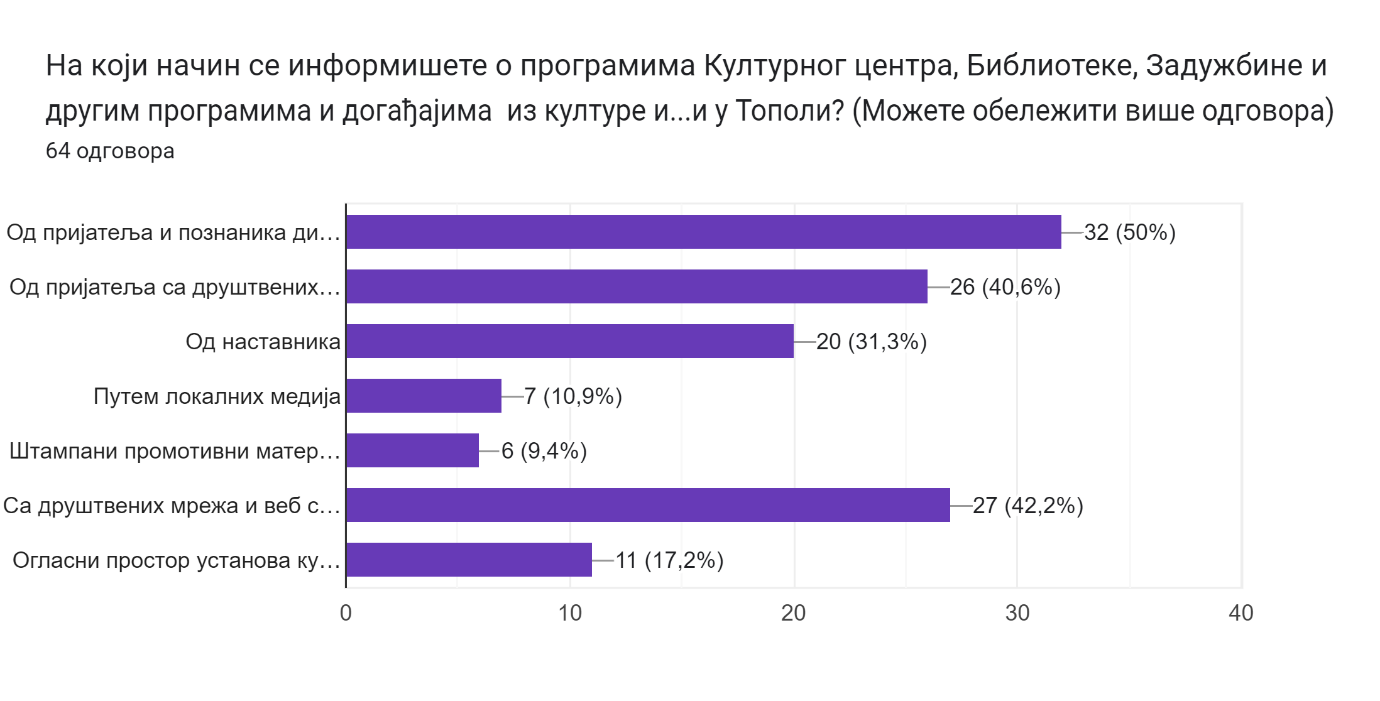 На који начин се информишете о програмима Културног центра, Библиотеке, Задужбине и
другим програмима и догађајима  из културе и...и у Тополи? (Можете обележити више одговора)
64 одговора
Од пријатеља и познаника ди…
32 (50%)
Од пријатеља са друштвених…
26 (40,6%)
Од наставника
20 (31,3%)
Путем локалних медија
7 (10,9%)
Штампани промотивни матер…
6 (9,4%)
Са друштвених мрежа и веб с…
27 (42,2%)
Огласни простор установа ку…
11 (17,2%)
0 10 20 30 40